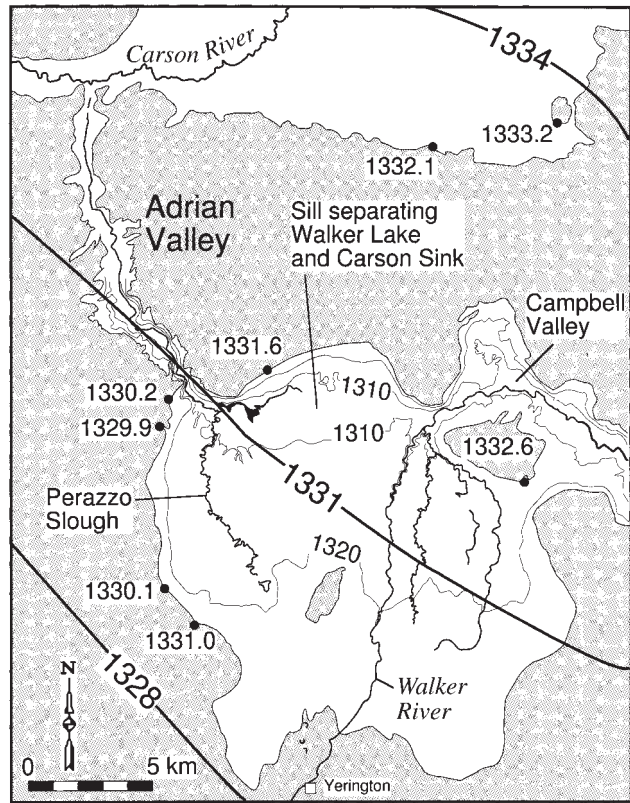 Carson River
1334
1333.2
1332.1
Adrian
Valley
Sill separating
Walker Lake
and Carson Sink
Campbell
Valley
1331.6
1310
1330.2
1329.9
1310
1332.6
1331
Perazzo
Slough
1320
1330.1
1331.0
1328
Walker
River
N
0 5 km
Yerington